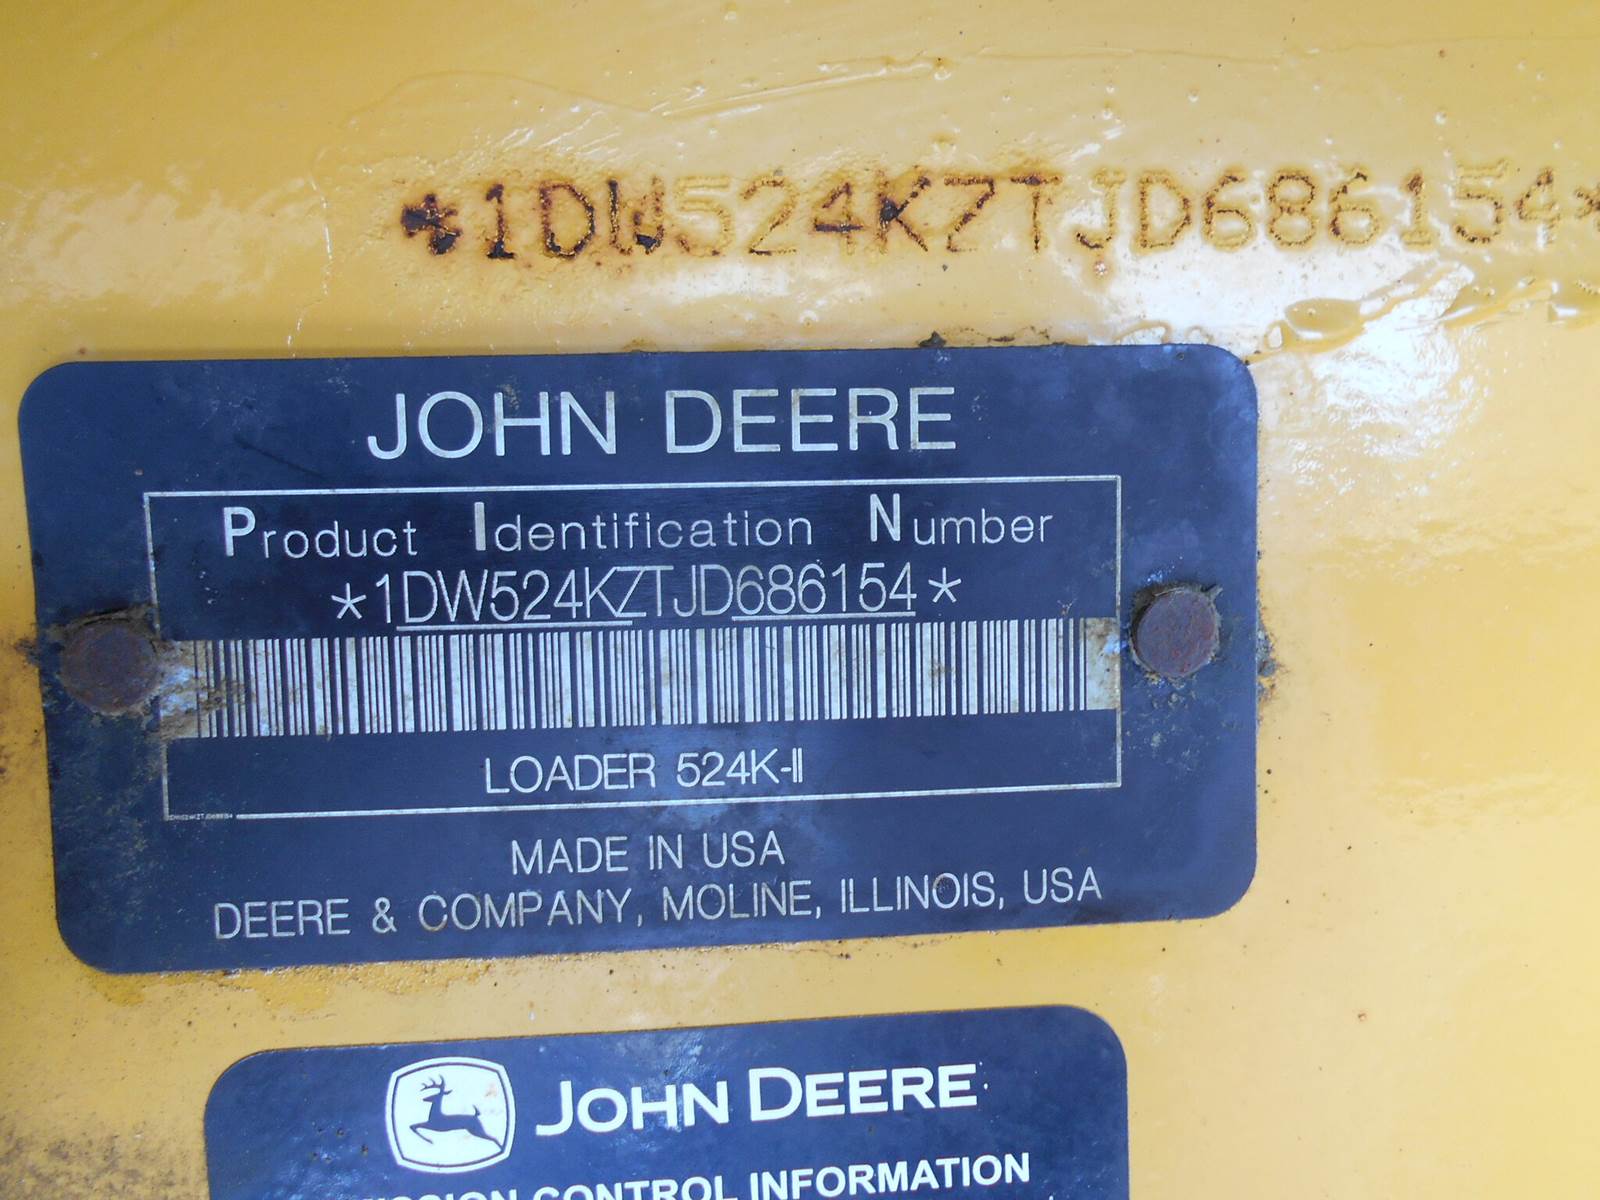 *1DW524KZTJD686154*
JOHN DEERE
Product Identification Number
*1DW524KZTJD686154*
LOADER 524K-II
MADE IN USA
DEERE & COMPANY, MOLINE, ILLINOIS, USA
JOHN DEERE
CONTROL INFORMATION